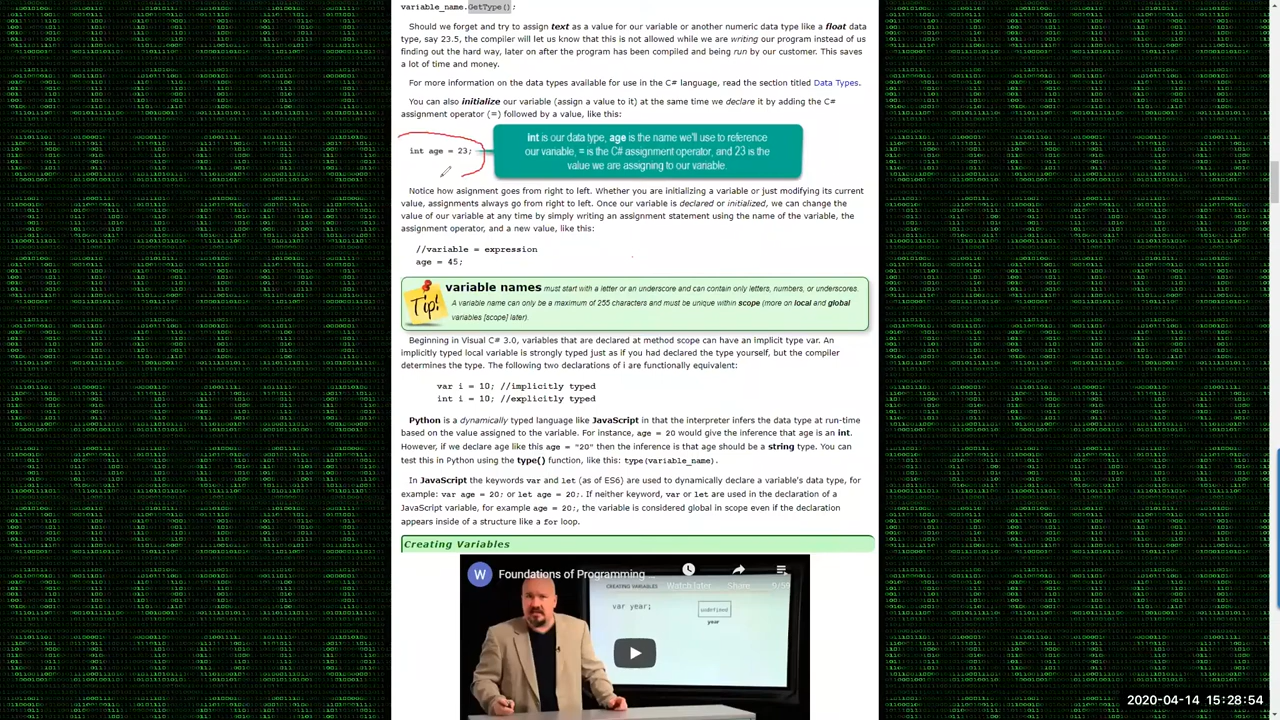 variable_name.GetType();
Should we forget and try to assign text as a value for our variable or another numeric data type like a float data
type, say 23.5, the compiler will let us know that this is not allowed while we are writing our program instead of us
finding out the hard way, later on after the program has been compiled and being run by our customer. This saves
a lot of time and money.
For more information on the data types available for use in the C# language, read the section titled Data Types.
You can also initialize our variable (assign a value to it) at the same time we declare it by adding the C#
assignment operator (=) followed by a value, like this:
int is our data type, age is the name we'll use to reference
int age = 23;
our variable, = is the C# assignment operator, and 23 is the
value we are assigning to our variable.
Notice how asignment goes from right to left. Whether you are initializing a variable or just modifying its current
value, assignments always go from right to left. Once our variable is declared or initialized, we can change the
value of our variable at any time by simply writing an assignment statement using the name of the variable, the
assignment operator, and a new value, like this:
//variable = expression
age = 45;
Tip!
variable names must start with a letter or an underscore and can contain only letters, numbers, or underscores.
A variable name can only be a maximum of 255 characters and must be unique within scope (more on local and global
variables [scope] later).
Beginning in Visual C# 3.0, variables that are declared at method scope can have an implicit type var. An
implicitly typed local variable is strongly typed just as if you had declared the type yourself, but the compiler
determines the type. The following two declarations of i are functionally equivalent:
var i = 10; //implicitly typed
int i = 10; //explicitly typed
Python is a dynamically typed language like JavaScript in that the interpreter infers the data type at run-time
based on the value assigned to the variable. For instance, age = 20 would give the inference that age is an int.
However, if we declare age like this age = "20" then the inference is that age should be a string type. You can
test this in Python using the type() function, like this: type(variable_name).
In JavaScript the keywords var and let (as of ES6) are used to dynamically declare a variable's data type, for
example: var age = 20; or let age = 20;. If neither keyword, var or let are used in the declaration of a
JavaScript variable, for example age = 20;, the variable is considered global in scope even if the declaration
appears inside of a structure like a for loop.
Creating Variables
W Foundations of Programming
Watch later Share
CREATING VARIABLES
var year;
undefined
year
2020-04-14 15:28:54